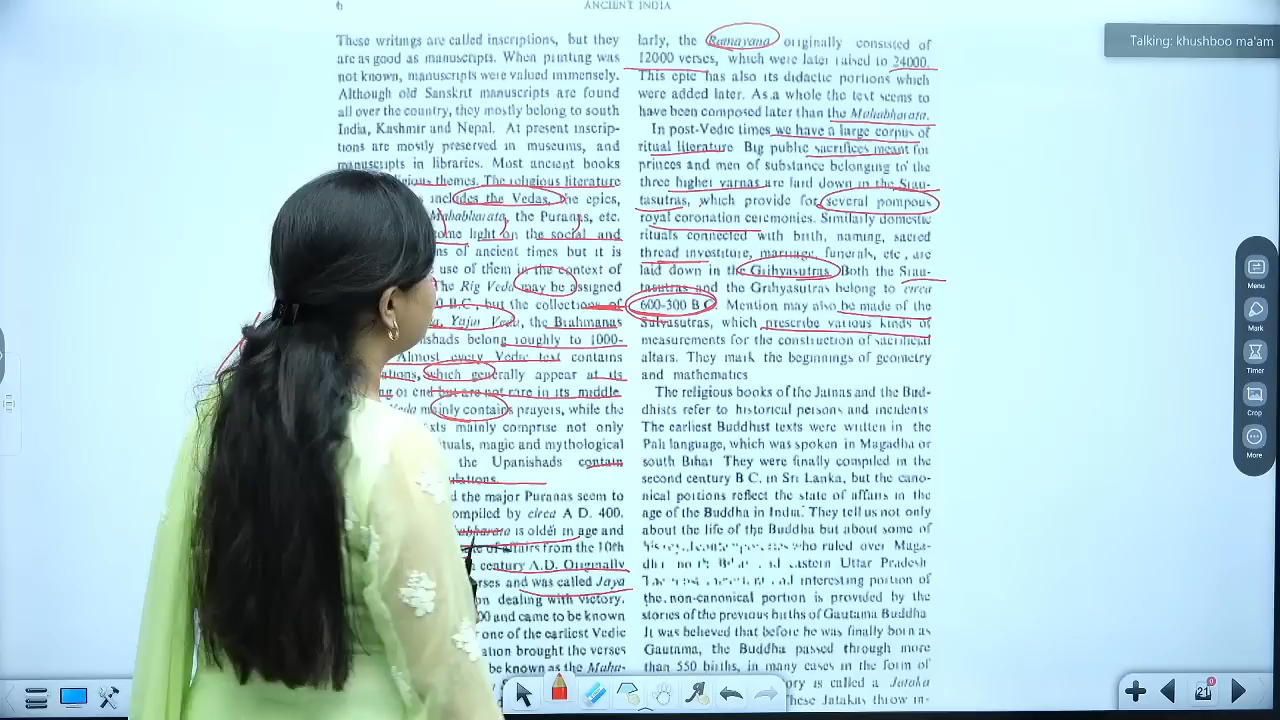 6
ANCIENT INDIA
Talking: khushboo ma'am
These writings are called inscriptions, but they
are as good as manuscripts. When printing was
not known, manuscripts were valued immensely.
Although old Sanskrit manuscripts are found
all over the country, they mostly belong to south
India, Kashmir and Nepal. At present inscrip-
tions are mostly preserved in museums, and
manuscripts in libraries. Most ancient books
themes. The religious literature
includes the Vedas, the epics,
Mahabharata, the Puranas, etc.
some light on the social and
of ancient times but it is
use of them in the context of
The Rig Veda may be assigned
B.C., but the collections of
Yajur Veda, the Brahmanas
belong roughly to 1000-
Almost every Vedic text contains
which generally appear at its
or end but are not rare in its middle
Veda mainly contains prayers, while the
mainly comprise not only
magic and mythological
the Upanishads contain
the major Puranas seem to
compiled by circa A D. 400.
is older in age and
of affairs from the 10th
century A.D. Originally
and was called Jaya
dealing with victory.
and came to be known
one of the earliest Vedic
brought the verses
be known as the Maha-
larly, the Ramayana originally consisted of
12000 verses, which were later raised to 24000.
This epic has also its didactic portions which
were added later. As a whole the text seems to
have been composed later than the Mahabharata.
In post-Vedic times we have a large corpus of
ritual literature Big public sacrifices meant for
princes and men of substance belonging to the
three higher varnas are laid down in the Srau-
tasutras, which provide for several pompous
royal coronation ceremonies. Similarly domestic
rituals connected with birth, naming, sacred
thread investiture, marriage, funerals, etc , are
laid down in the Grihyasutras Both the Srau-
tasutras and the Grihyasutras belong to circa
600-300 B C. Mention may also be made of the
Sulvasutras, which prescribe various kinds of
measurements for the construction of sacrificial
altars. They mark the beginnings of geometry
and mathematics
The religious books of the Jainas and the Bud-
dhists refer to historical persons and incidents
The earliest Buddhist texts were written in the
Pali language, which was spoken in Magadha or
south Bihar They were finally compiled in the
second century B C. in Sri Lanka, but the cano-
nical portions reflect the state of affairs in the
age of the Buddha in India. They tell us not only
about the life of the Buddha but about some of
who ruled over Maga-
eastern Uttar Pradesh
interesting portion of
the non-canonical portion is provided by the
stories of the previous births of Gautama Buddha
It was believed that before he was finally born as
Gautama, the Buddha passed through more
than 550 births, in many cases in the form of
is called a Jataka
These Jatakas throw in-
Menu
Mark
Timer
Crop
More
21